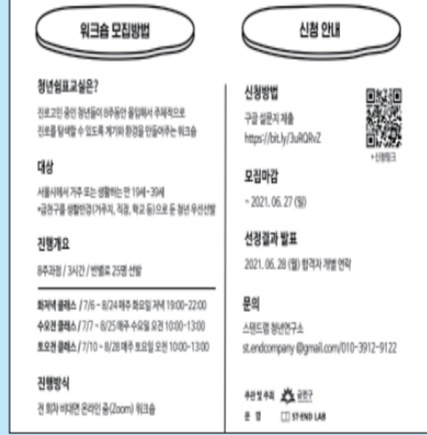 워크숍 모집방법
청년쉼표교실은?
진로고민 중인 청년들이 8주동안 몰입해서 주체적으로
진로를 탐색할 수 있도록 계기와 환경을 만들어주는 워크숍
대상
서울시에서 거주 또는 생활하는 만 19세~39세
*금천구를 생활반경(거주지, 직장, 학교 등)으로 둔 청년 우선선발
진행개요
8주과정 / 3시간 / 반별로 25명 선발
화저녁 클래스 / 7/6 ~ 8/24 매주 화요일 저녁 19:00~22:00
수오전 클래스 / 7/7 ~ 8/25 매주 수요일 오전 10:00~13:00
토오전 클래스 / 7/10 ~ 8/28 매주 토요일 오전 10:00~13:00
진행방식
전 회차 비대면 온라인 줌(Zoom) 워크숍
신청 안내
신청방법
구글 설문지 제출
https://bit.ly/3uRQRvZ
*신청링크
모집마감
~ 2021. 06. 27 (일)
선정결과 발표
2021. 06. 28 (월) 합격자 개별 연락
문의
스탠드랩 청년연구소
st.endcompany @gmail.com/010-3912-9122
주관 및 주최 금천구
운 영 ST·END LAB